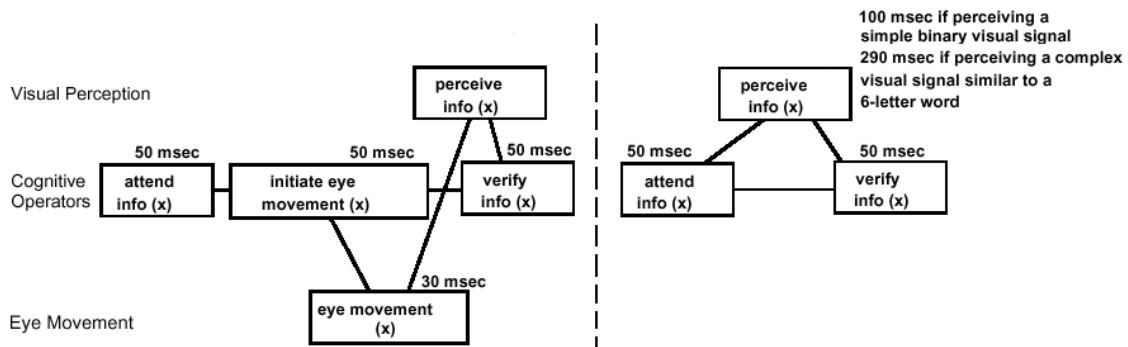 100 msec if perceiving a
simple binary visual signal
290 msec if perceiving a complex
visual signal similar to a
6-letter word
Visual Perception
perceive
info (x)
perceive
info (x)
50 msec
50 msec
50 msec
50 msec
50 msec
Cognitive
Operators
attend
info (x)
initiate eye
movement (x)
verify
info (x)
attend
info (x)
verify
info (x)
30 msec
Eye Movement
eye movement
(x)